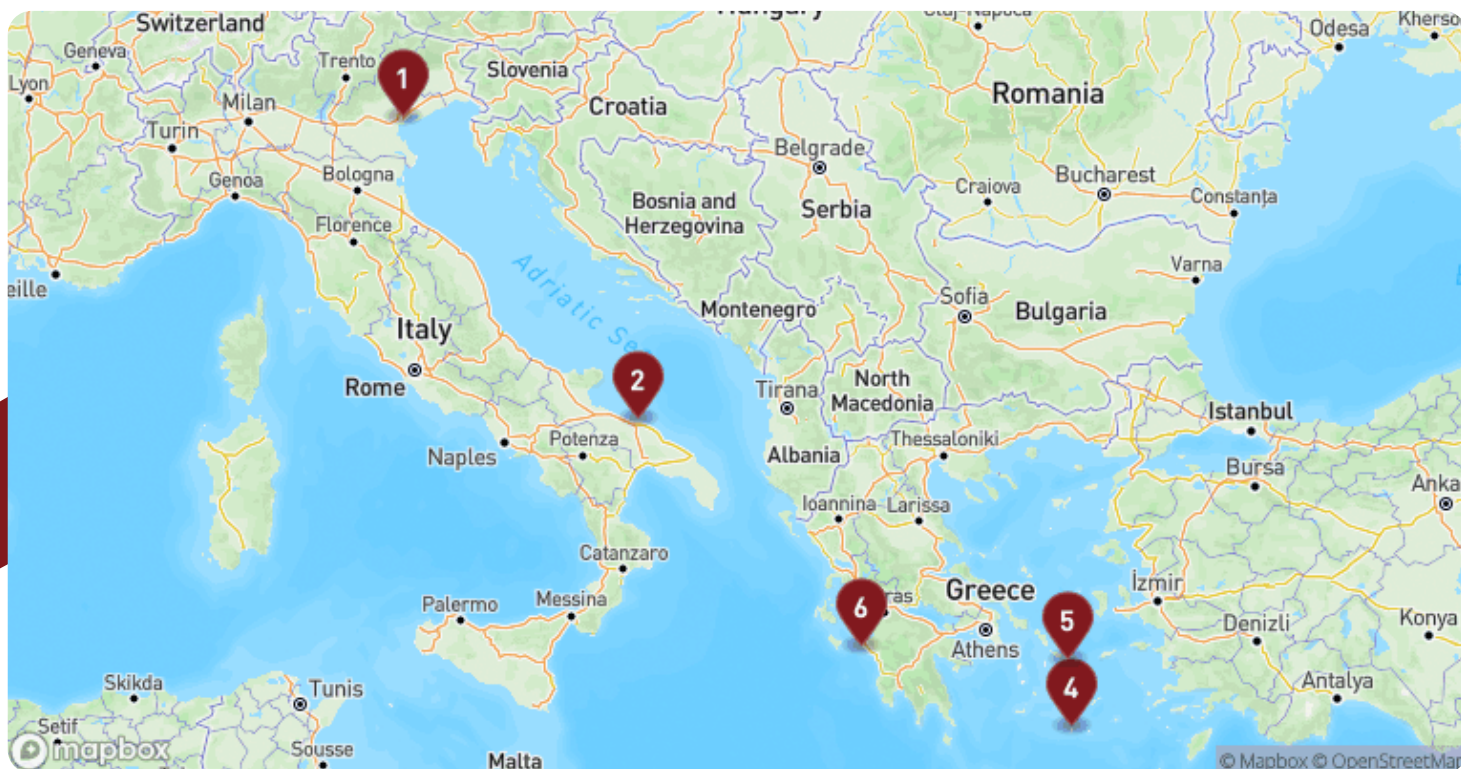 Hungary
Cluj-Napoca
Switzerland
Odesa
Kherso
Geneva
Trento
1
Slovenia
Lyon
Milan
Croatia
Romania
Turin
Belgrade
Bologna
Bucharest
Genoa
Craiova
Constanța
Bosnia and
Herzegovina
Serbia
Florence
Varna
eille
Adriatic Se
Sofia
Montenegro
Bulgaria
Italy
Rome
2
Tirana
North
Macedonia
Istanbul
Naples
Potenza
Albania
Thessaloniki
Bursa
Anka
Ioannina
Larissa
Catanzaro
İzmir
Palermo
Messina
6
ras
Greece
5
Athens
Denizli
Konya
Skikda
Tunis
4
Antalya
Setif
mapbox
Sousse
Malta
© Mapbox © OpenStreetMap